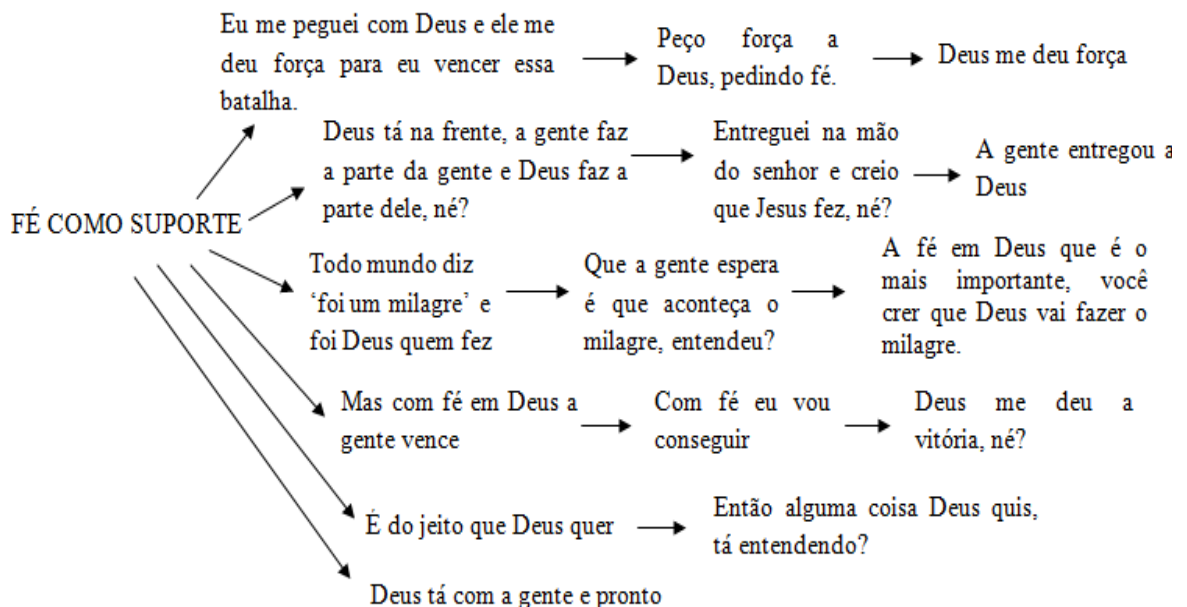 Eu me peguei com Deus e ele me
deu força para eu vencer essa
batalha.
Peço força a
Deus, pedindo fé.
Deus me deu força
Deus tá na frente, a gente faz
a parte da gente e Deus faz a
parte dele, né?
Entreguei na mão
do senhor e creio
que Jesus fez, né?
A gente entregou a
Deus
FÉ COMO SUPORTE
Todo mundo diz
‘foi um milagre’ e
foi Deus quem fez
Que a gente espera
é que aconteça o
milagre, entendeu?
A fé em Deus que é o
mais importante, você
crer que Deus vai fazer o
milagre.
Mas com fé em Deus a
gente vence
Com fé eu vou
conseguir
Deus me deu a
vitória, né?
É do jeito que Deus quer
Então alguma coisa Deus quis,
tá entendendo?
Deus tá com a gente e pronto